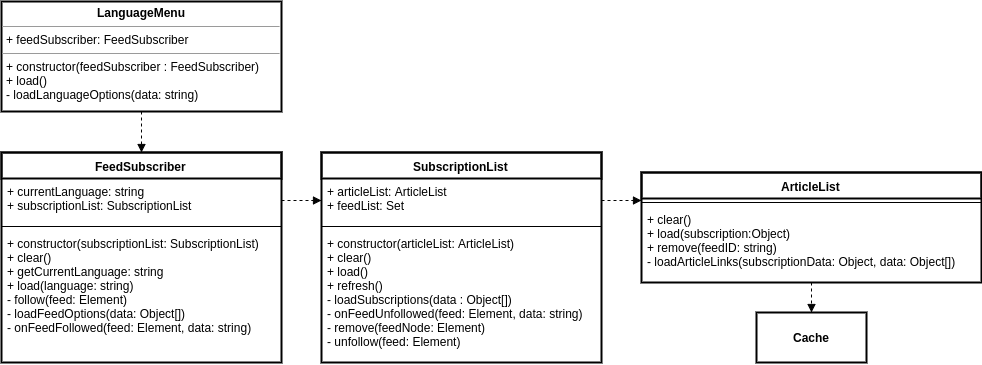 LanguageMenu
+ feedSubscriber: FeedSubscriber
+ constructor(feedSubscriber : FeedSubscriber)
+ load()
- loadLanguageOptions(data: string)
FeedSubscriber
+ currentLanguage: string
+ subscriptionList: SubscriptionList
+ constructor(subscriptionList: SubscriptionList)
+ clear()
+ getCurrentLanguage: string
+ load(language: string)
- follow(feed: Element)
- loadFeedOptions(data: Object[])
- onFeedFollowed(feed: Element, data: string)
SubscriptionList
+ articleList: ArticleList
+ feedList: Set
+ constructor(articleList: ArticleList)
+ clear()
+ load()
+ refresh()
- loadSubscriptions(data : Object[])
- onFeedUnfollowed(feed: Element, data: string)
- remove(feedNode: Element)
- unfollow(feed: Element)
ArticleList
+ clear()
+ load(subscription:Object)
+ remove(feedID: string)
- loadArticleLinks(subscriptionData: Object, data: Object[])
Cache